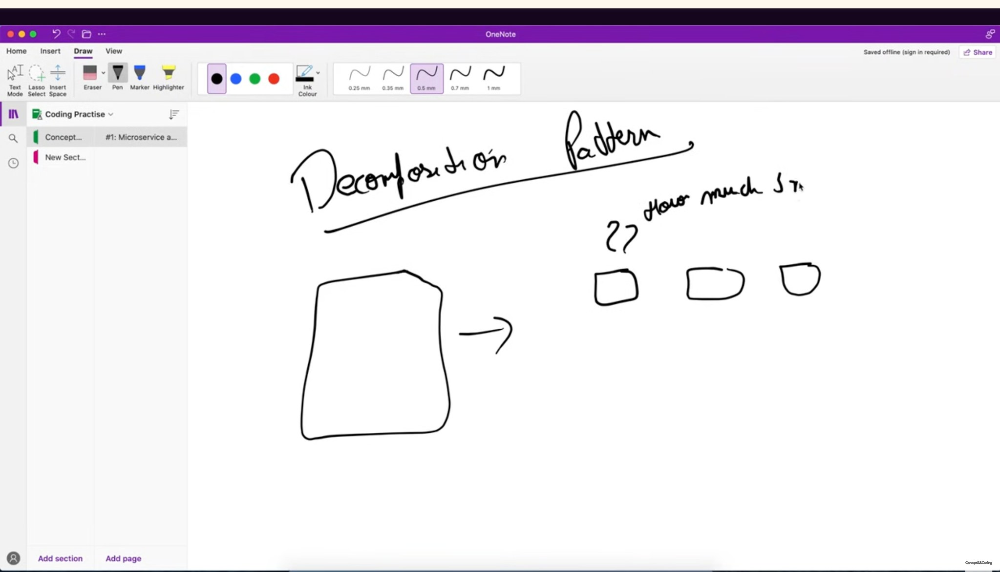 OneNote
Home Insert Draw View
Saved offline (sign in required) Share
Text Mode
Lasso Select
Insert Space
Eraser
Pen
Marker
Highlighter
Ink Colour
0.25 mm
0.35 mm
0.5 mm
0.7 mm
1 mm
Coding Practise
Concept... #1: Microservice a...
New Sect...
Decomposition Pattern
How much
??
Add section Add page
Concept&&Coding